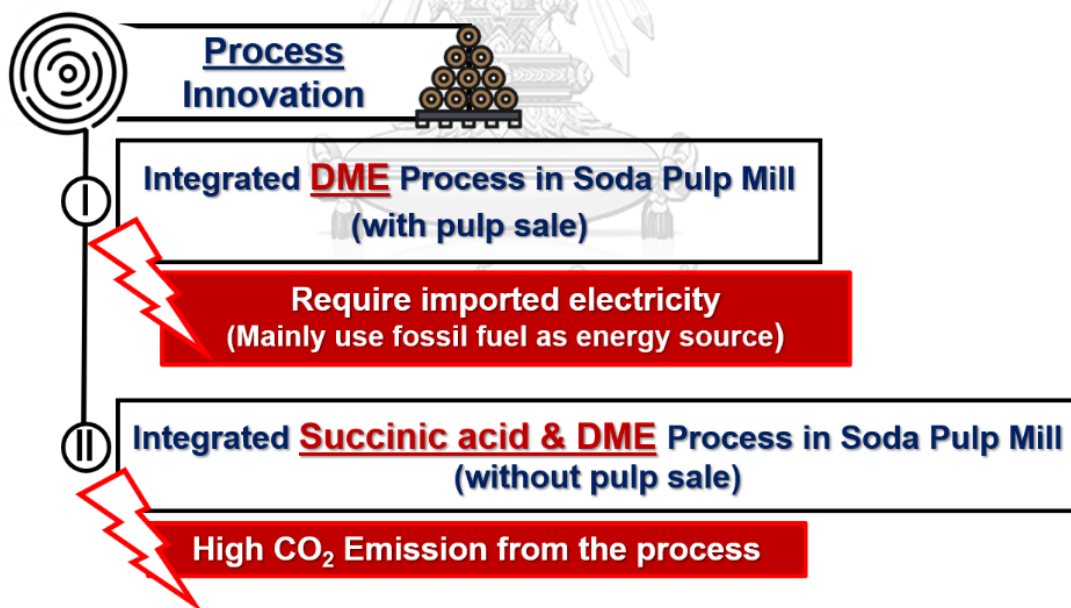 Process
Innovation
I
Integrated DME Process in Soda Pulp Mill
(with pulp sale)
Require imported electricity
(Mainly use fossil fuel as energy source)
II
Integrated Succinic acid & DME Process in Soda Pulp Mill
(without pulp sale)
High CO₂ Emission from the process